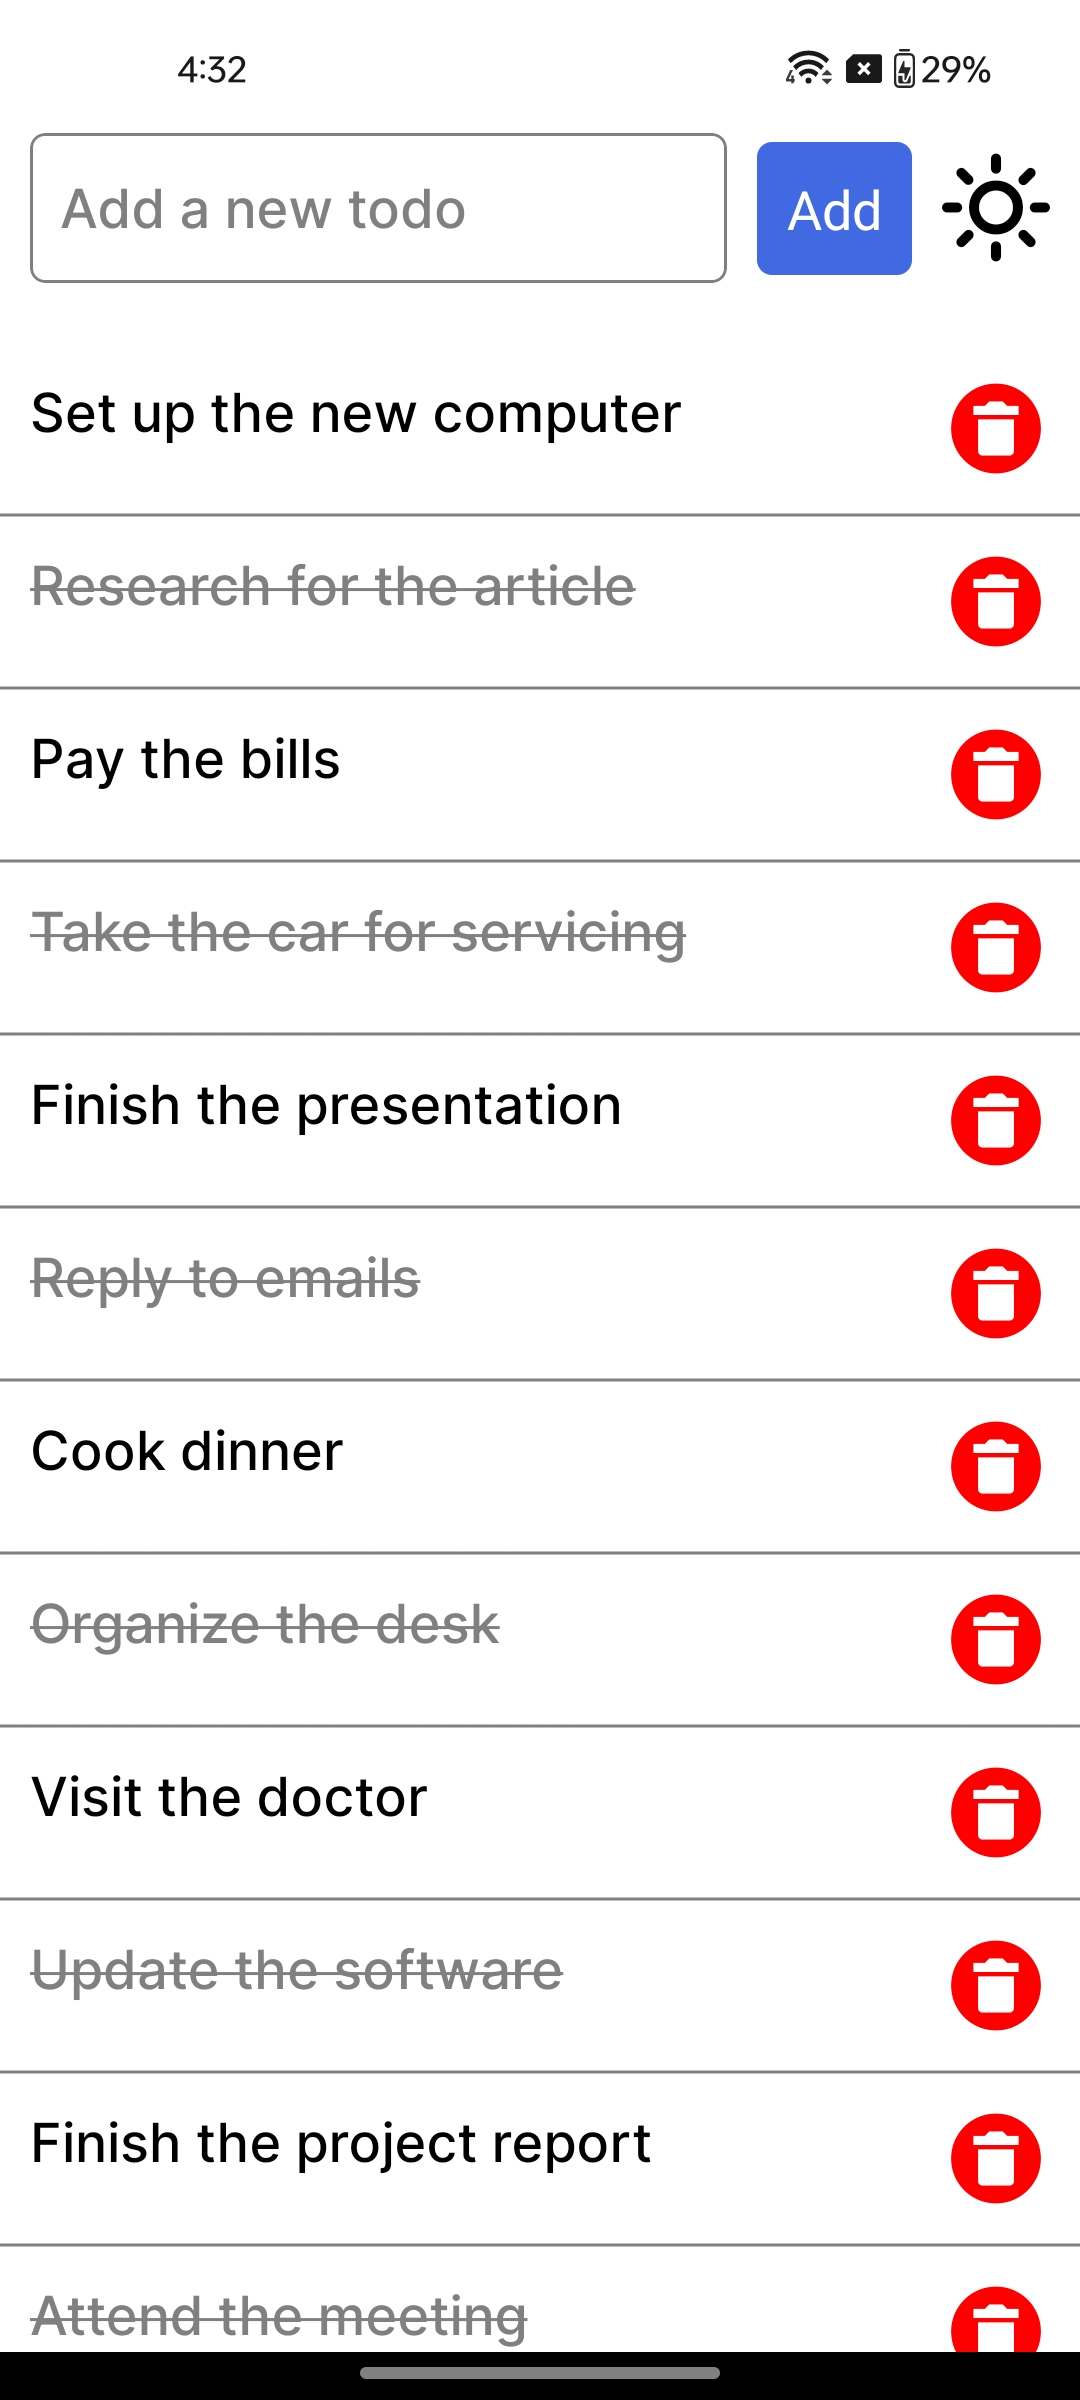 4:32
29%
Add a new todo
Add
Set up the new computer
Research for the article
Pay the bills
Take the car for servicing
Finish the presentation
Reply to emails
Cook dinner
Organize the desk
Visit the doctor
Update the software
Finish the project report
Attend the meeting